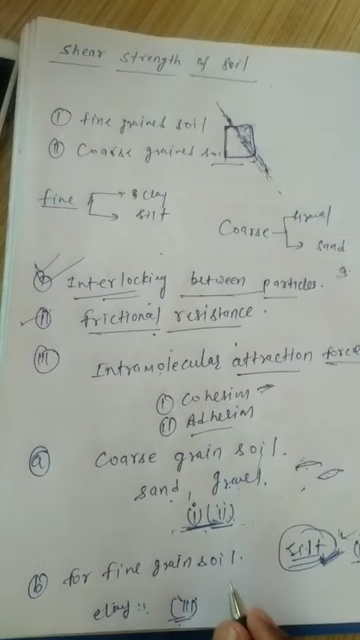 Shear strength of soil
(I) fine grained soil
(II) Coarse grained soil
fine clay
silt
Coarse gravel
sand
(I) Interlocking between particles.
(II) frictional resistance.
(III) Intramolecular attraction force
(I) Cohesion
(II) Adhesion
(a) Coarse grain soil.
sand, gravel.
(i) (ii)
silt
(b) for fine grain soil.
clay :- (III)